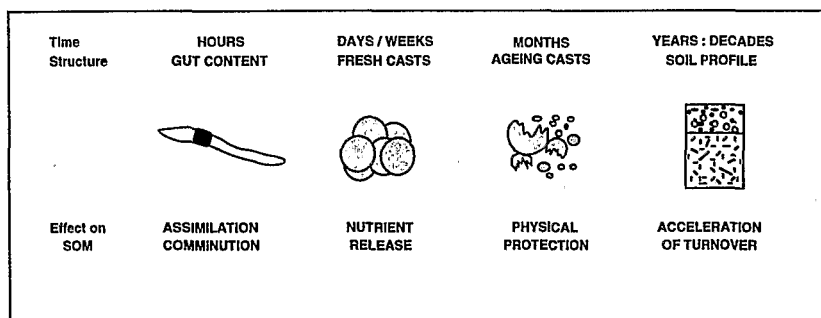 Time HOURS DAYS / WEEKS MONTHS YEARS : DECADES
Structure GUT CONTENT FRESH CASTS AGEING CASTS SOIL PROFILE
Effect on ASSIMILATION NUTRIENT PHYSICAL ACCELERATION
SOM COMMINUTION RELEASE PROTECTION OF TURNOVER